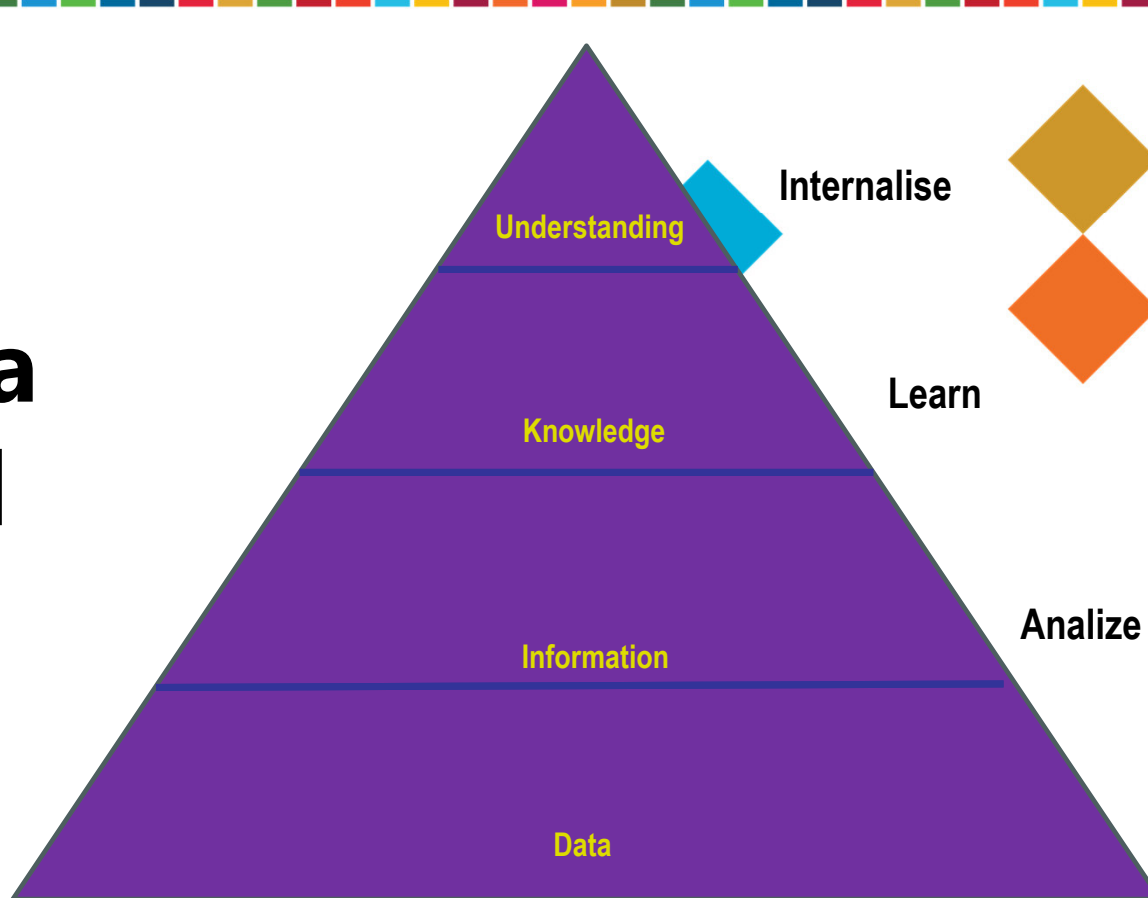 Internalise
Understanding
a
Learn
Knowledge
Analize
Information
Data